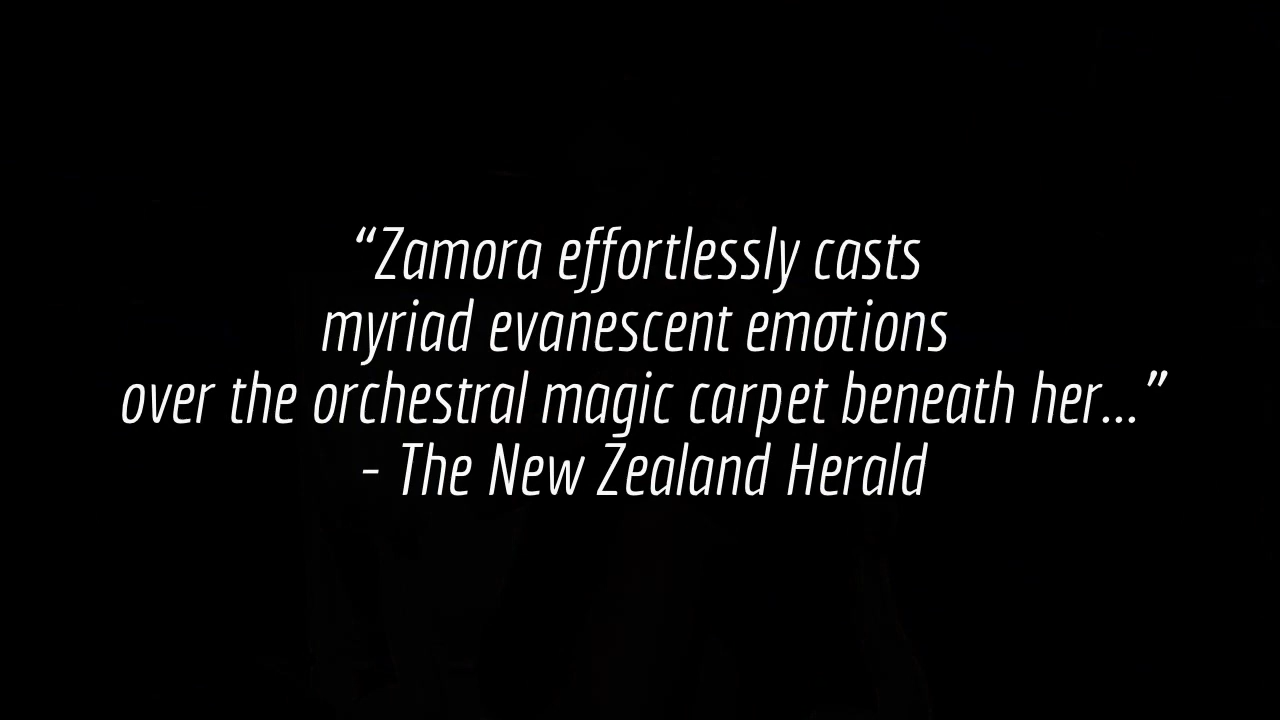 “Zamora effortlessly casts
myriad evanescent emotions
over the orchestral magic carpet beneath her...”
- The New Zealand Herald